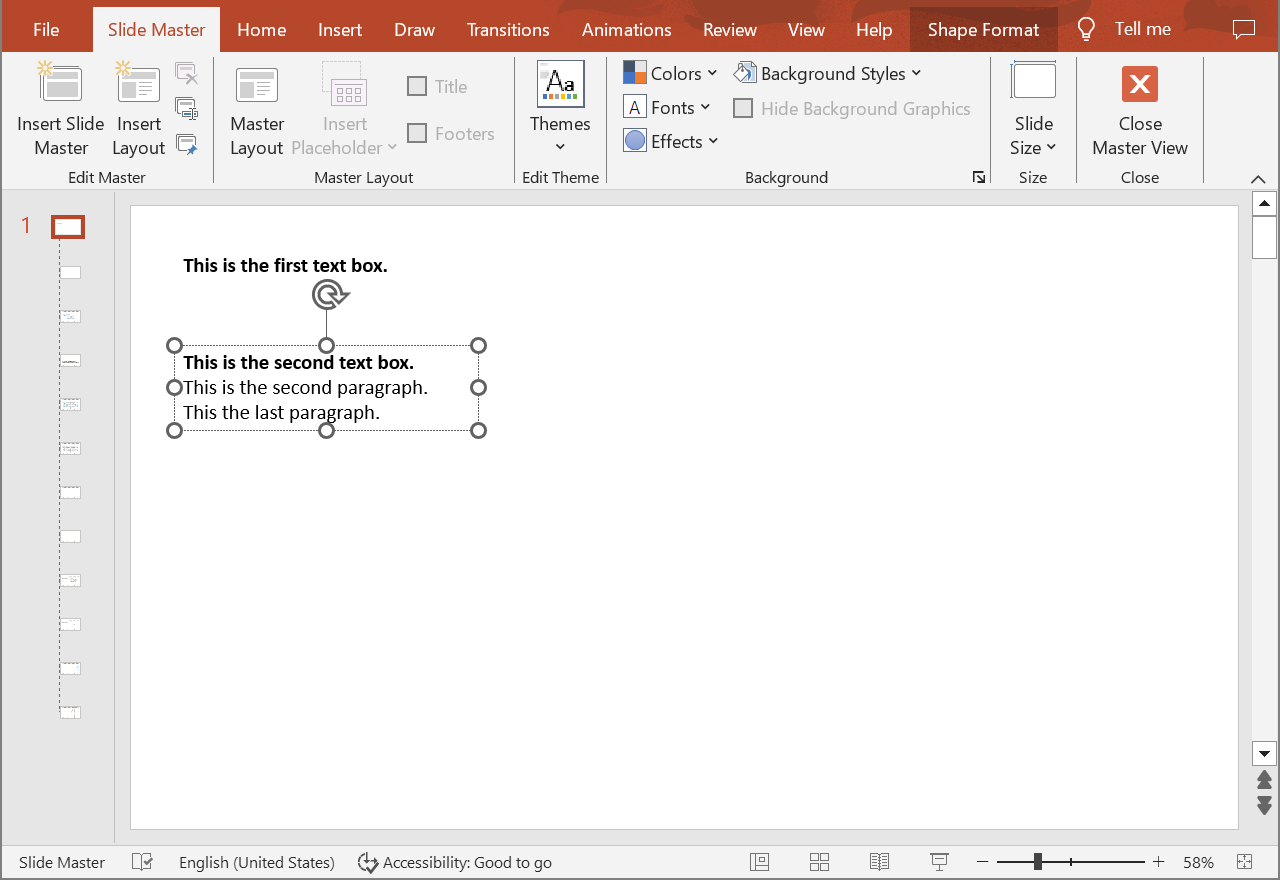 File Slide Master Home Insert Draw Transitions Animations Review View Help Shape Format Tell me
Insert Slide Master
Insert Layout
Edit Master
Master Layout
Insert Placeholder
Title
Footers
Master Layout
Aa
Themes
Edit Theme
Colors
A Fonts
Effects
Background Styles
Hide Background Graphics
Background
Slide Size
Size
Close Master View
Close
1
This is the first text box.
This is the second text box.
This is the second paragraph.
This the last paragraph.
Slide Master English (United States) Accessibility: Good to go 58%